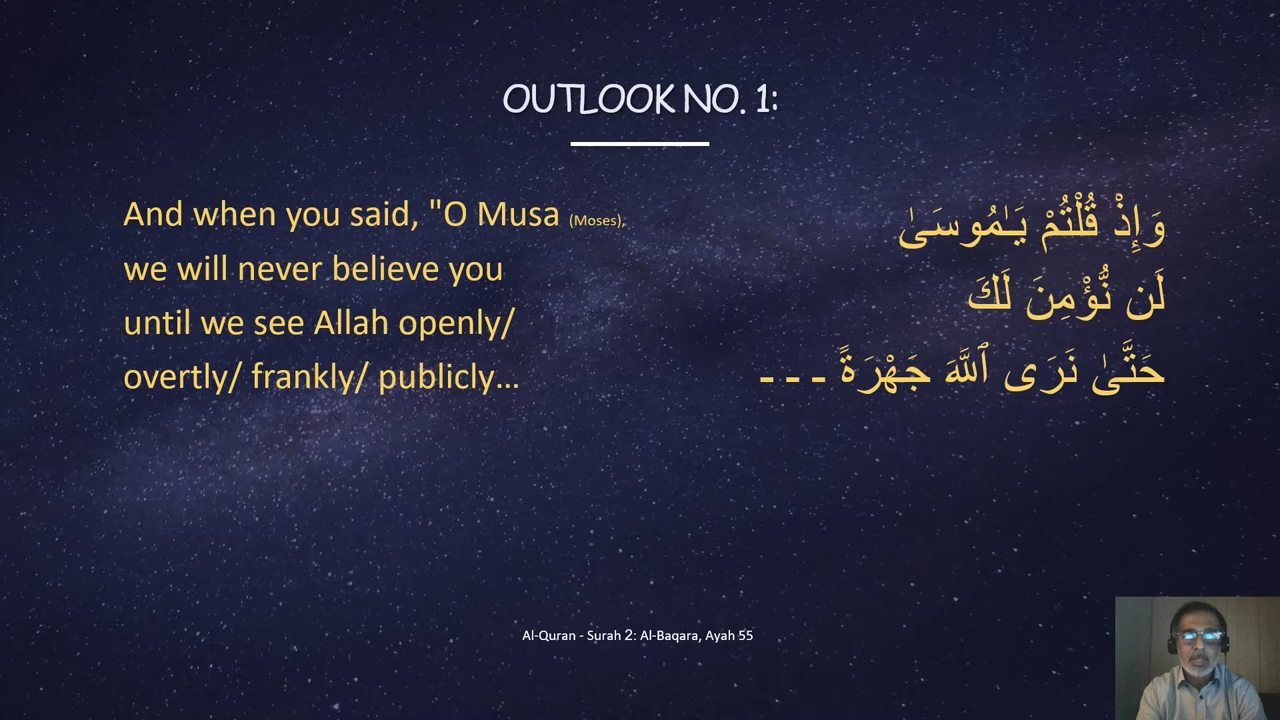 OUTLOOK NO. 1:
And when you said, "O Musa (Moses),
we will never believe you
until we see Allah openly/
overtly/ frankly/ publicly...
وَإِذْ قُلْتُمْ يَـٰمُوسَىٰ
لَن نُّؤْمِنَ لَكَ
حَتَّىٰ نَرَى ٱللَّهَ جَهْرَةً - - -
Al-Quran - Surah 2: Al-Baqara, Ayah 55